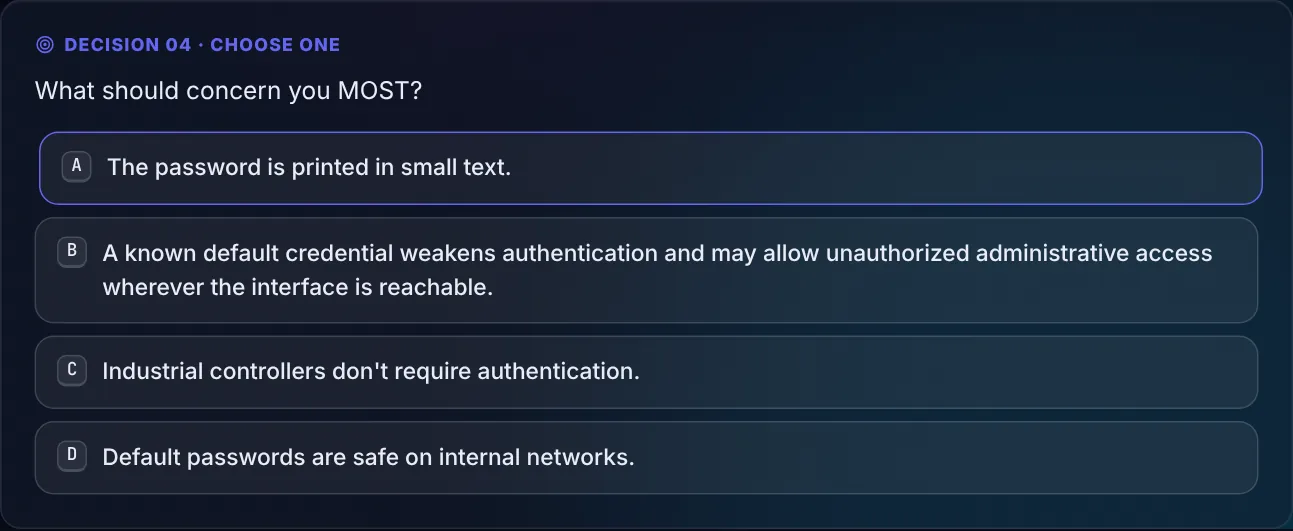 DECISION 04 · CHOOSE ONE
What should concern you MOST?
A The password is printed in small text.
B A known default credential weakens authentication and may allow unauthorized administrative access
wherever the interface is reachable.
C Industrial controllers don't require authentication.
D Default passwords are safe on internal networks.